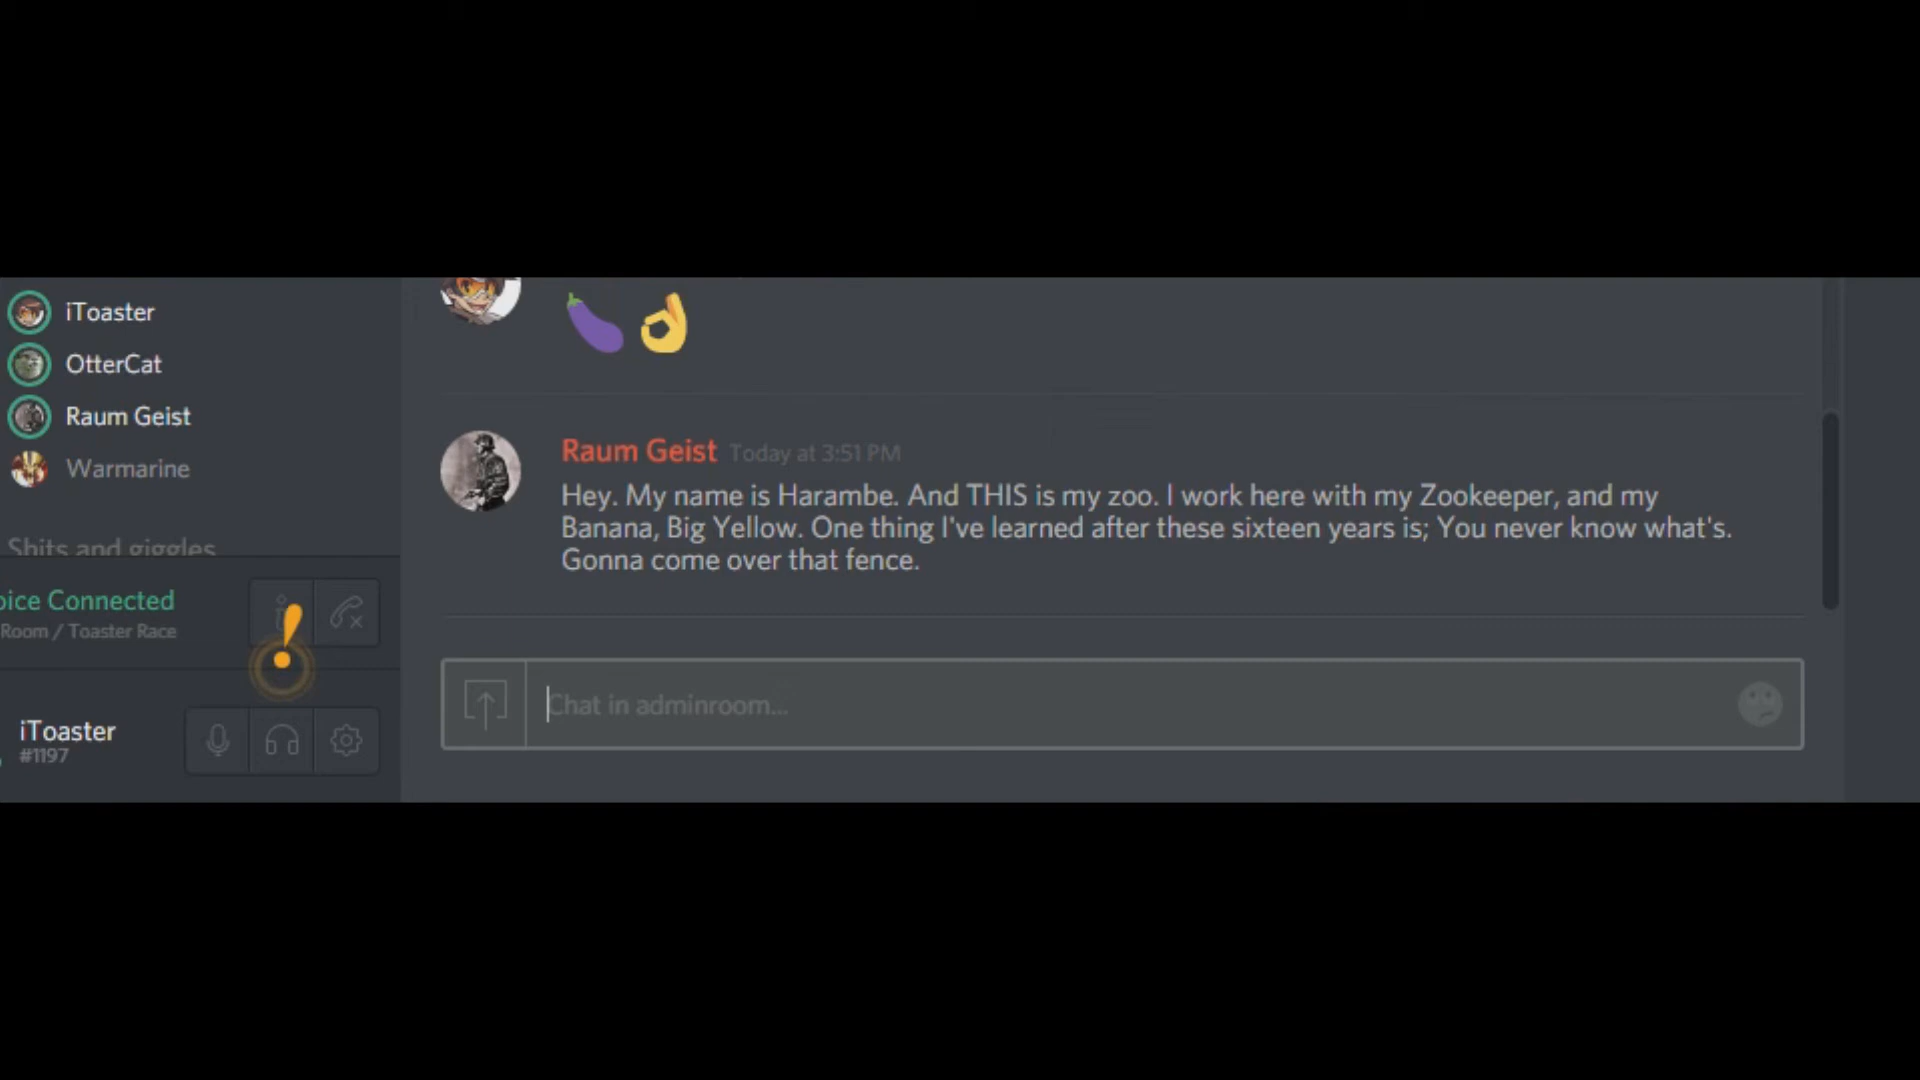 iToaster
OtterCat
Raum Geist
Warmarine
Shits and giggles
oice Connected
Room / Toaster Race
iToaster
#1197
Raum Geist Today at 3:51 PM
Hey. My name is Harambe. And THIS is my zoo. I work here with my Zookeeper, and my
Banana, Big Yellow. One thing I've learned after these sixteen years is; You never know what's.
Gonna come over that fence.
Chat in adminroom...